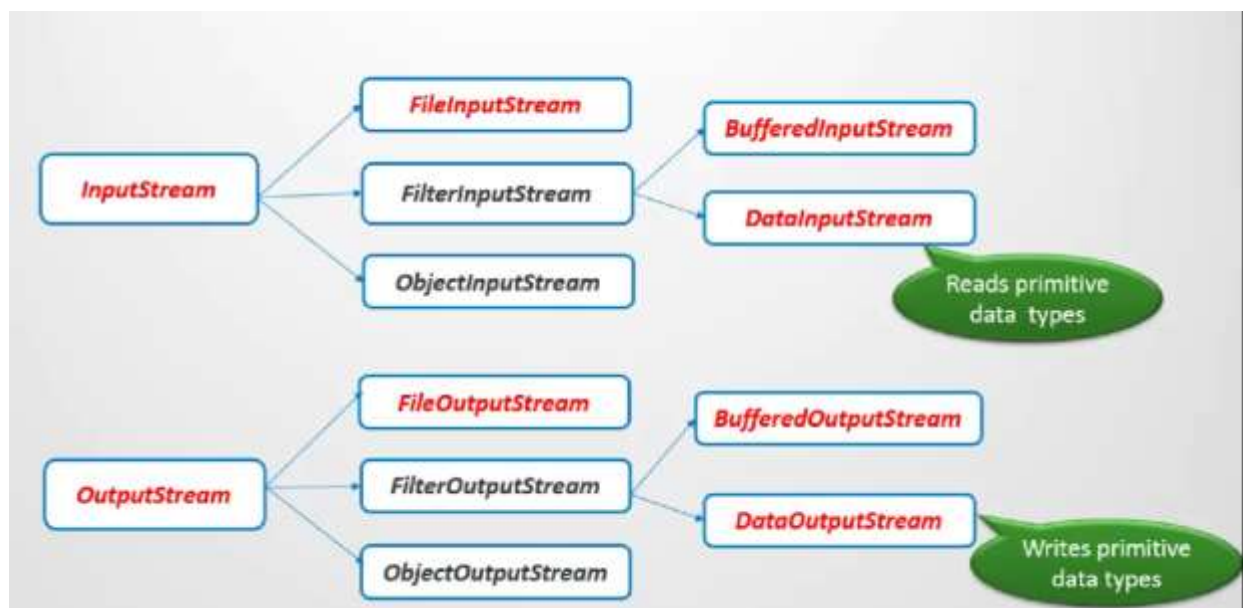 FileInputStream
BufferedInputStream
InputStream
FilterInputStream
DataInputStream
ObjectInputStream
Reads primitive
data types
FileOutputStream
BufferedOutputStream
OutputStream
FilterOutputStream
DataOutputStream
ObjectOutputStream
Writes primitive
data types